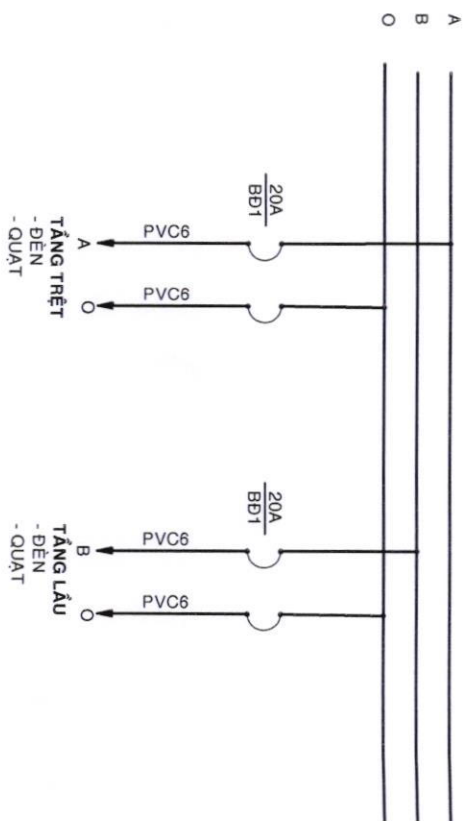 A
B
O
20A
BĐ1
PVC6
PVC6
A
O
TẦNG TRỆT
- ĐÈN
- QUẠT
20A
BĐ1
PVC6
PVC6
B
O
TẦNG LẦU
- ĐÈN
- QUẠT